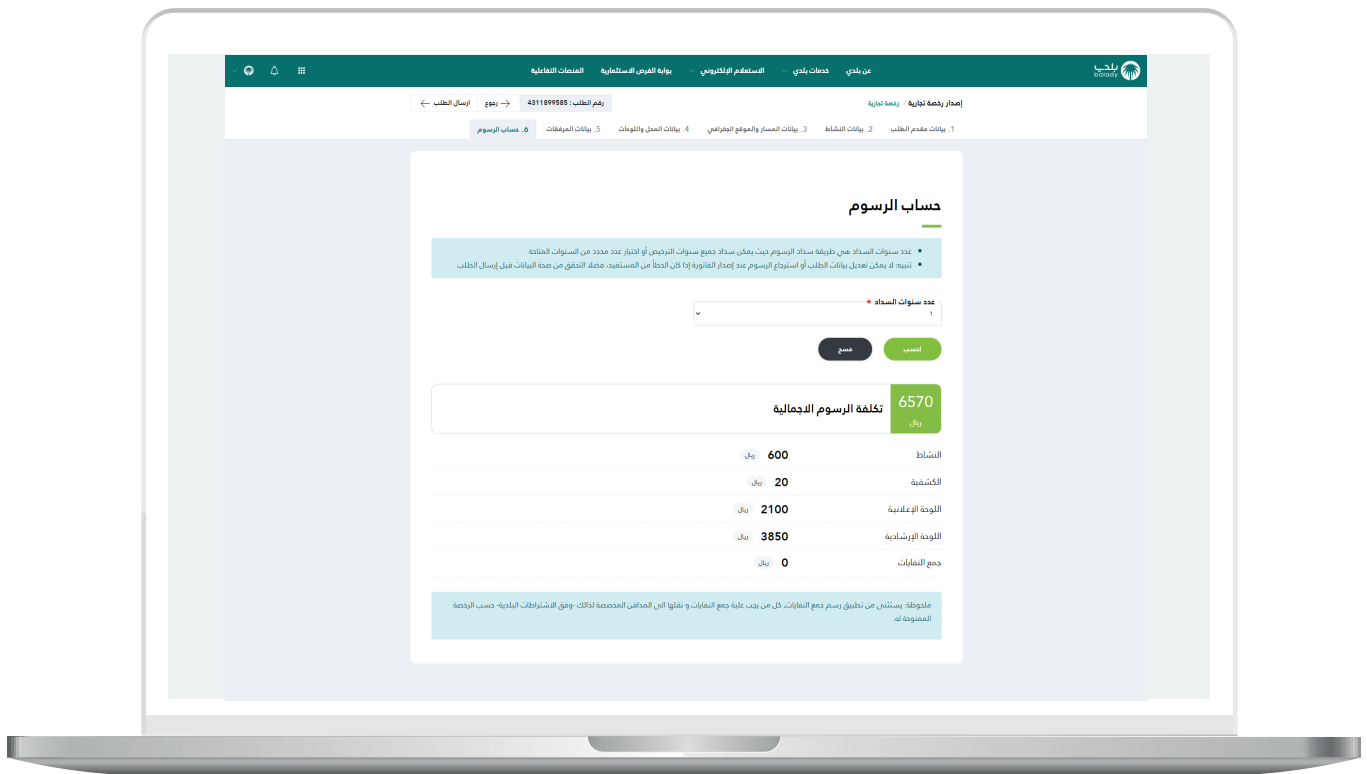 بلدي
balady
عن بلدي
خدمات بلدي
الاستعلام الإلكتروني
بوابة الفرص الاستثمارية
المنصات التفاعلية
إصدار رخصة تجارية / رخصة تجارية
رقم الطلب : 4311899585
رجوع
ارسال الطلب
1. بيانات مقدم الطلب
2. بيانات النشاط
3. بيانات المسار والموقع الجغرافي
4. بيانات المحل واللوحات
5. بيانات المرفقات
6. حساب الرسوم
حساب الرسوم
عدد سنوات السداد هي طريقة سداد الرسوم حيث يمكن سداد جميع سنوات الترخيص أو اختيار عدد محدد من السنوات المتاحة
تنبيه: لا يمكن تعديل بيانات الطلب أو استرجاع الرسوم عند إصدار الفاتورة إذا كان الخطأ من المستفيد، فضلا التحقق من صحة البيانات قبل إرسال الطلب
عدد سنوات السداد *
1
احسب
مسح
6570
ريال
تكلفة الرسوم الاجمالية
النشاط 600 ريال
الكشفية 20 ريال
اللوحة الإعلانية 2100 ريال
اللوحة الإرشادية 3850 ريال
جمع النفايات 0 ريال
ملحوظة: يستثنى من تطبيق رسم جمع النفايات، كل من يجب علية جمع النفايات و نقلها الى المدافن المخصصة لذالك -وفق الاشتراطات البلدية- حسب الرخصة
الممنوحة له.